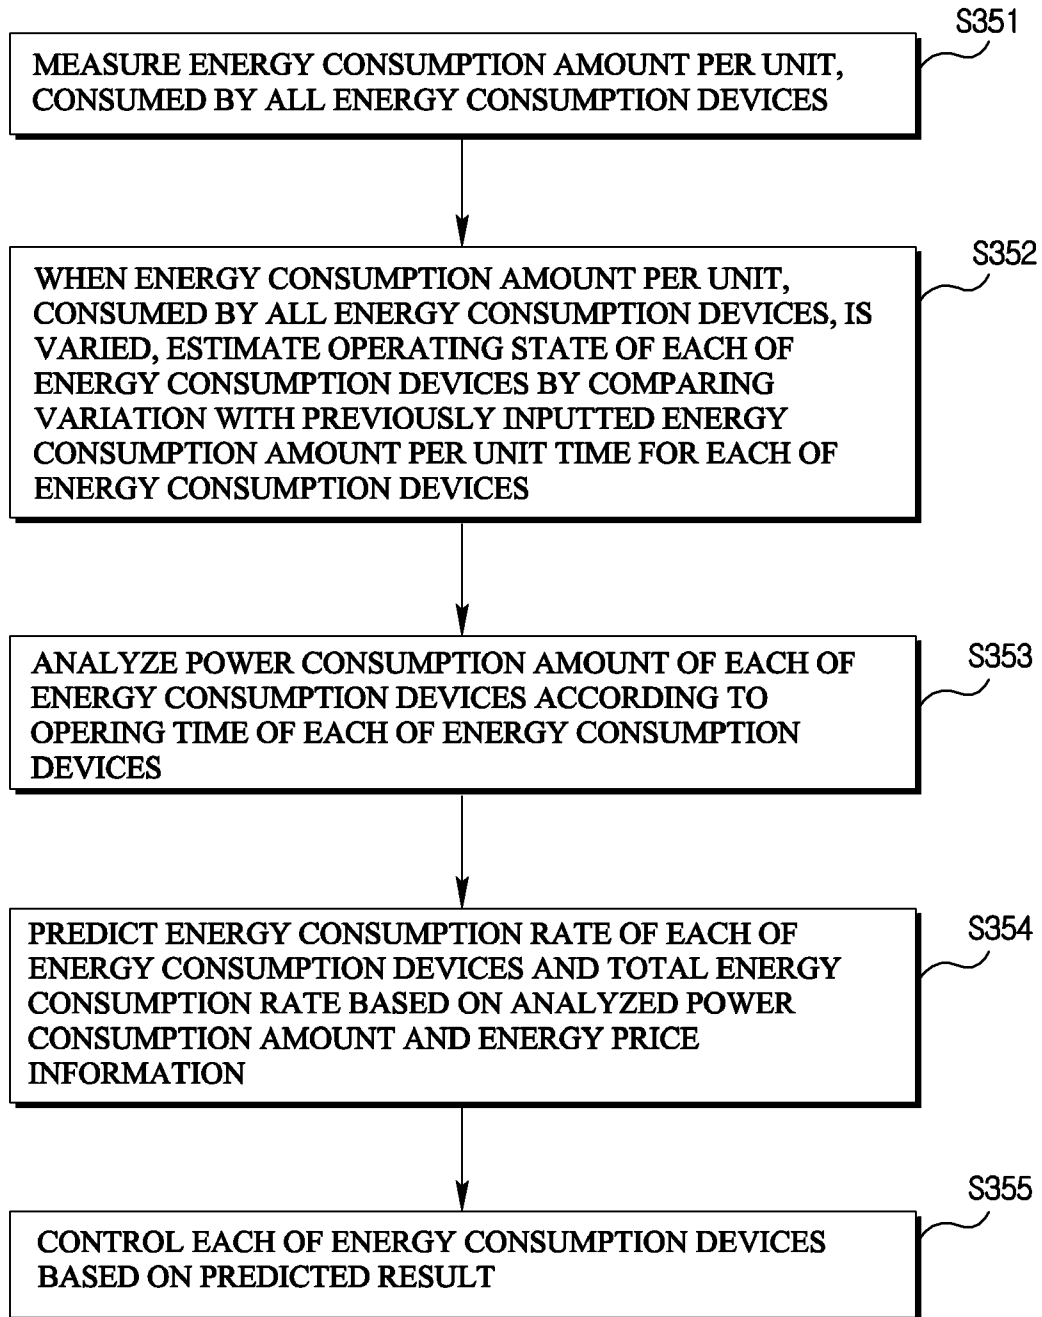 S351
MEASURE ENERGY CONSUMPTION AMOUNT PER UNIT,
CONSUMED BY ALL ENERGY CONSUMPTION DEVICES
S352
WHEN ENERGY CONSUMPTION AMOUNT PER UNIT,
CONSUMED BY ALL ENERGY CONSUMPTION DEVICES, IS
VARIED, ESTIMATE OPERATING STATE OF EACH OF
ENERGY CONSUMPTION DEVICES BY COMPARING
VARIATION WITH PREVIOUSLY INPUTTED ENERGY
CONSUMPTION AMOUNT PER UNIT TIME FOR EACH OF
ENERGY CONSUMPTION DEVICES
S353
ANALYZE POWER CONSUMPTION AMOUNT OF EACH OF
ENERGY CONSUMPTION DEVICES ACCORDING TO
OPERING TIME OF EACH OF ENERGY CONSUMPTION
DEVICES
S354
PREDICT ENERGY CONSUMPTION RATE OF EACH OF
ENERGY CONSUMPTION DEVICES AND TOTAL ENERGY
CONSUMPTION RATE BASED ON ANALYZED POWER
CONSUMPTION AMOUNT AND ENERGY PRICE
INFORMATION
S355
CONTROL EACH OF ENERGY CONSUMPTION DEVICES
BASED ON PREDICTED RESULT